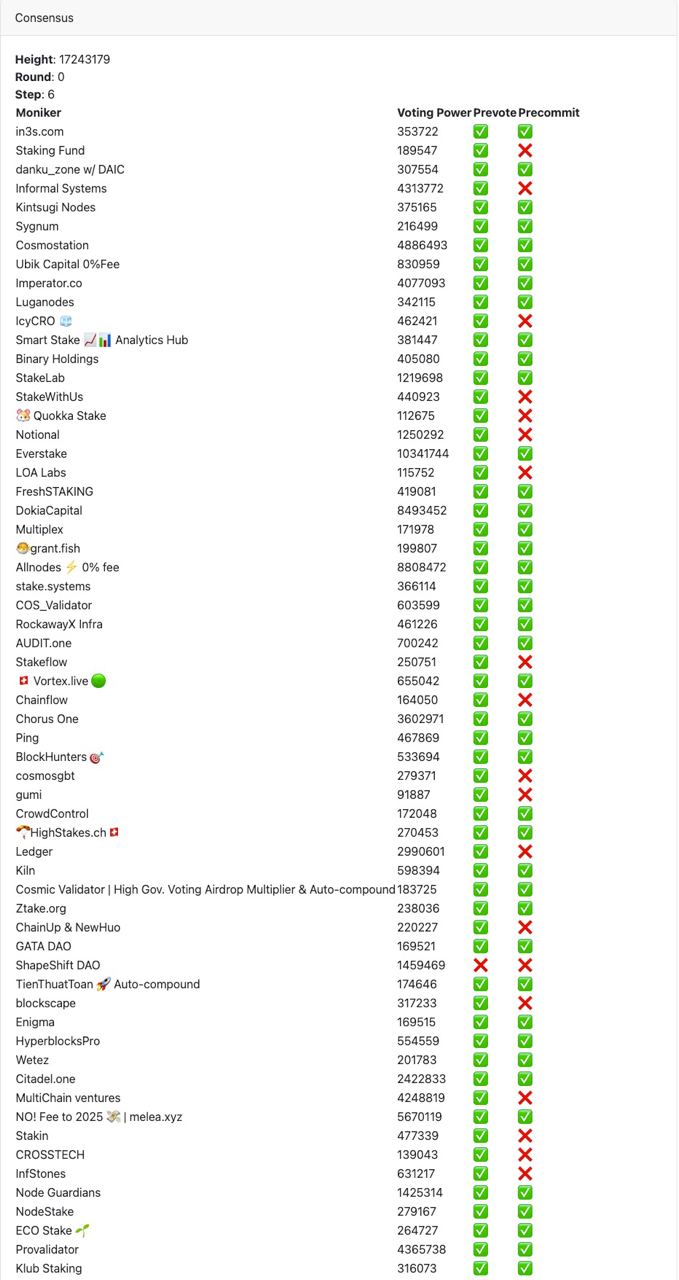 Consensus
Height: 17243179
Round: 0
Step: 6
Moniker Voting Power Prevote Precommit
in3s.com 353722 ✅ ✅
Staking Fund 189547 ✅ ❌
danku_zone w/ DAIC 307554 ✅ ✅
Informal Systems 4313772 ✅ ❌
Kintsugi Nodes 375165 ✅ ✅
Sygnum 216499 ✅ ✅
Cosmostation 4886493 ✅ ✅
Ubik Capital 0%Fee 830959 ✅ ✅
Imperator.co 4077093 ✅ ✅
Luganodes 342115 ✅ ✅
IcyCRO 🧊 462421 ✅ ❌
Smart Stake 📈📊 Analytics Hub 381447 ✅ ✅
Binary Holdings 405080 ✅ ✅
StakeLab 1219698 ✅ ✅
StakeWithUs 440923 ✅ ❌
🐹 Quokka Stake 112675 ✅ ❌
Notional 1250292 ✅ ❌
Everstake 10341744 ✅ ✅
LOA Labs 115752 ✅ ❌
FreshSTAKING 419081 ✅ ✅
DokiaCapital 8493452 ✅ ✅
Multiplex 171978 ✅ ✅
🐡grant.fish 199807 ✅ ✅
Allnodes ⚡ 0% fee 8808472 ✅ ✅
stake.systems 366114 ✅ ✅
COS_Validator 603599 ✅ ✅
RockawayX Infra 461226 ✅ ✅
AUDIT.one 700242 ✅ ✅
Stakeflow 250751 ✅ ❌
🇨🇭 Vortex.live 🟢 655042 ✅ ✅
Chainflow 164050 ✅ ❌
Chorus One 3602971 ✅ ✅
Ping 467869 ✅ ✅
BlockHunters 🎯 533694 ✅ ✅
cosmosgbt 279371 ✅ ❌
gumi 91887 ✅ ❌
CrowdControl 172048 ✅ ✅
⛱️HighStakes.ch🇨🇭 270453 ✅ ✅
Ledger 2990601 ✅ ❌
Kiln 598394 ✅ ✅
Cosmic Validator | High Gov. Voting Airdrop Multiplier & Auto-compound 183725 ✅ ✅
Ztake.org 238036 ✅ ✅
ChainUp & NewHuo 220227 ✅ ❌
GATA DAO 169521 ✅ ✅
ShapeShift DAO 1459469 ❌ ❌
TienThuatToan 🚀 Auto-compound 174646 ✅ ✅
blockscape 317233 ✅ ❌
Enigma 169515 ✅ ✅
HyperblocksPro 554559 ✅ ✅
Wetez 201783 ✅ ✅
Citadel.one 2422833 ✅ ✅
MultiChain ventures 4248819 ✅ ❌
NO! Fee to 2025 💸 | melea.xyz 5670119 ✅ ✅
Stakin 477339 ✅ ❌
CROSSTECH 139043 ✅ ❌
InfStones 631217 ✅ ❌
Node Guardians 1425314 ✅ ✅
NodeStake 279167 ✅ ✅
ECO Stake 🌱 264727 ✅ ✅
Provalidator 4365738 ✅ ✅
Klub Staking 316073 ✅ ✅